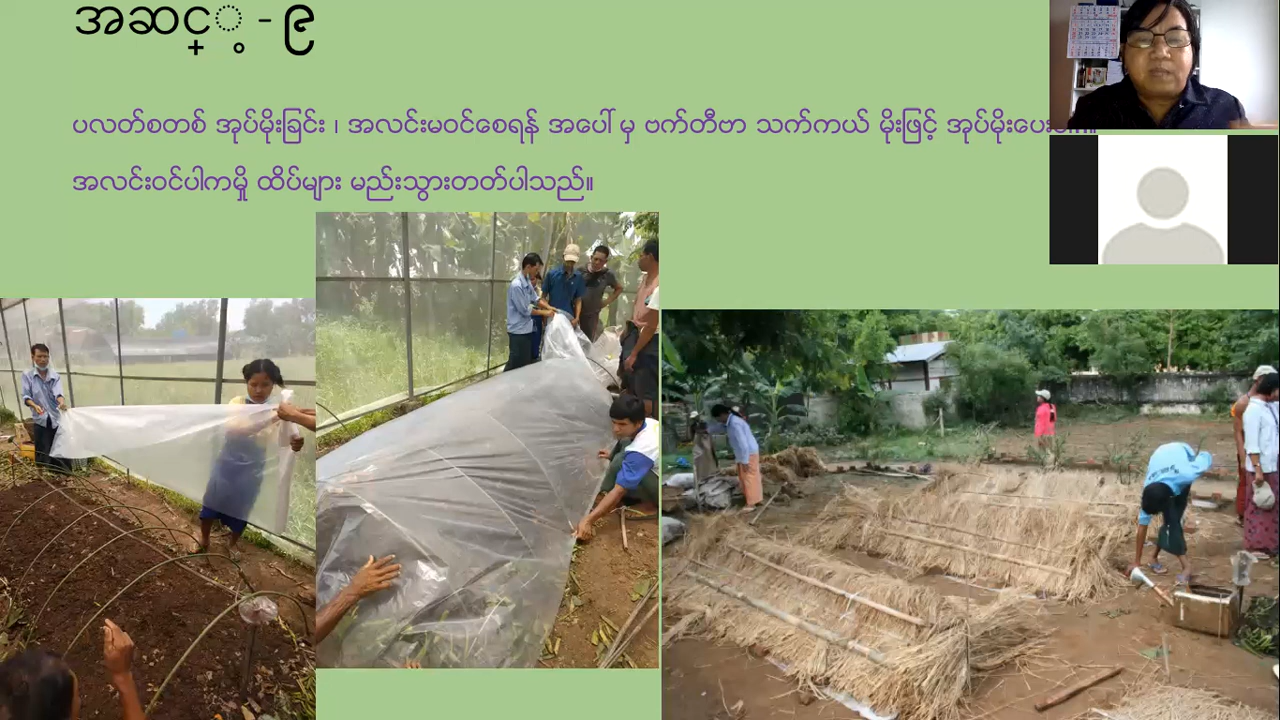 အဆင့် - ၉
ပလတ်စတစ် အုပ်မိုးခြင်း ၊ အလင်းမဝင်စေရန် အပေါ် မှ ဗက်တီဗာ သက်ကယ် မိုးဖြင့် အုပ်မိုးပေး
အလင်းဝင်ပါကမှို ထိပ်များ မည်းသွားတတ်ပါသည်။